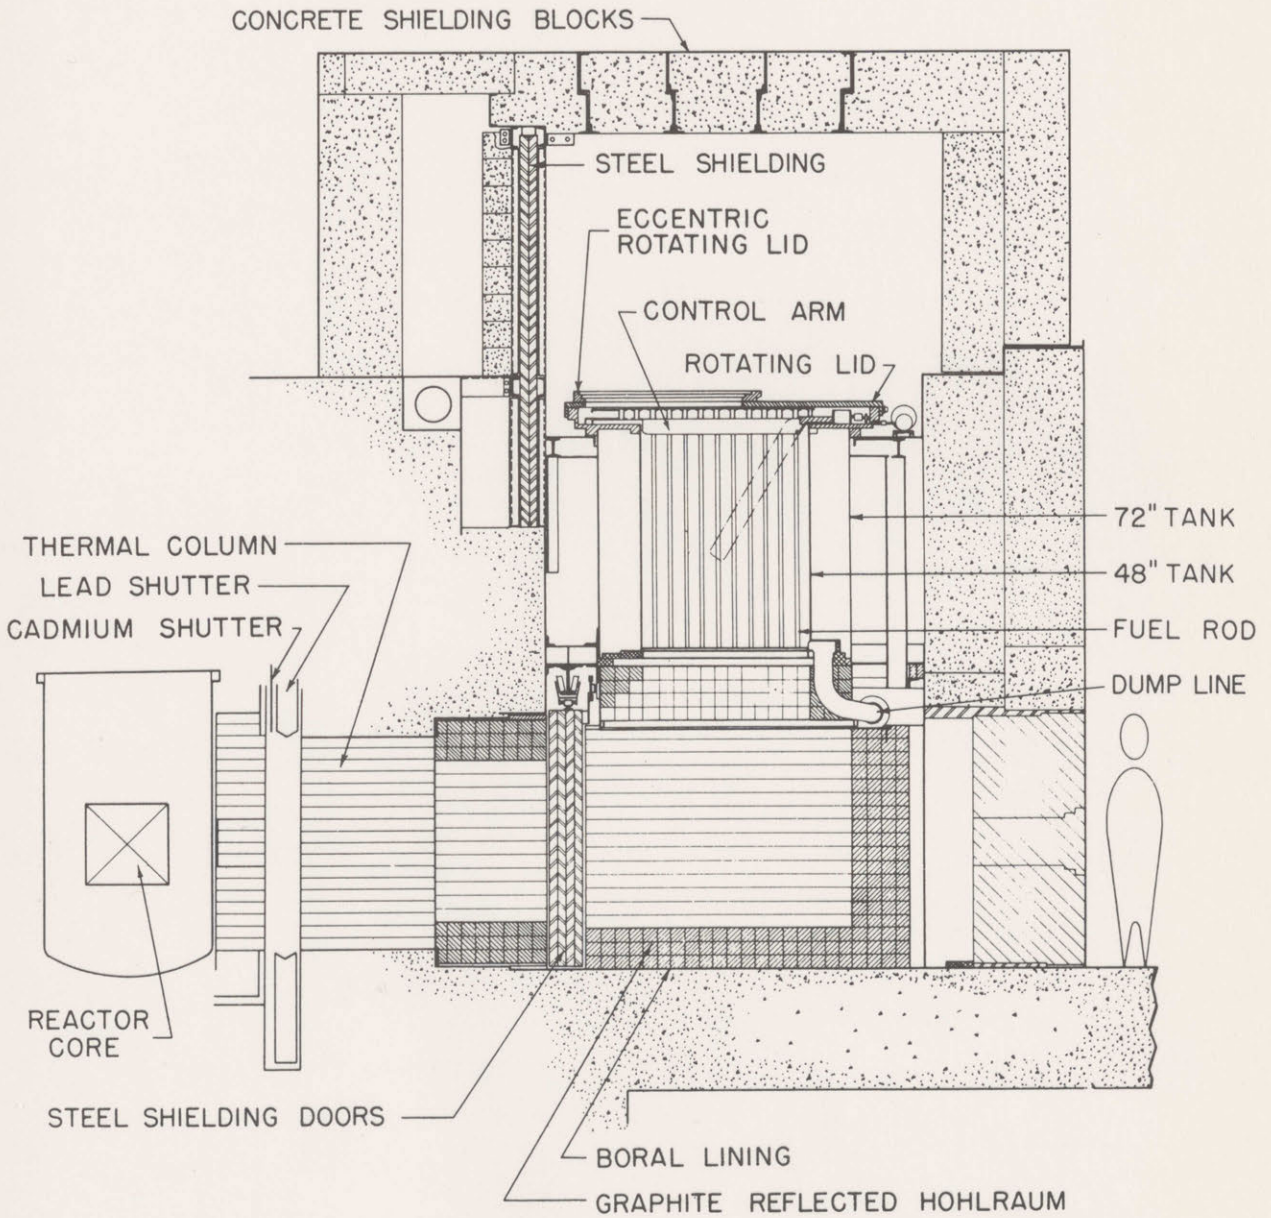 CONCRETE SHIELDING BLOCKS
STEEL SHIELDING
ECCENTRIC
ROTATING LID
CONTROL ARM
ROTATING LID
72" TANK
48" TANK
FUEL ROD
DUMP LINE
THERMAL COLUMN
LEAD SHUTTER
CADMIUM SHUTTER
REACTOR
CORE
STEEL SHIELDING DOORS
BORAL LINING
GRAPHITE REFLECTED HOHLRAUM